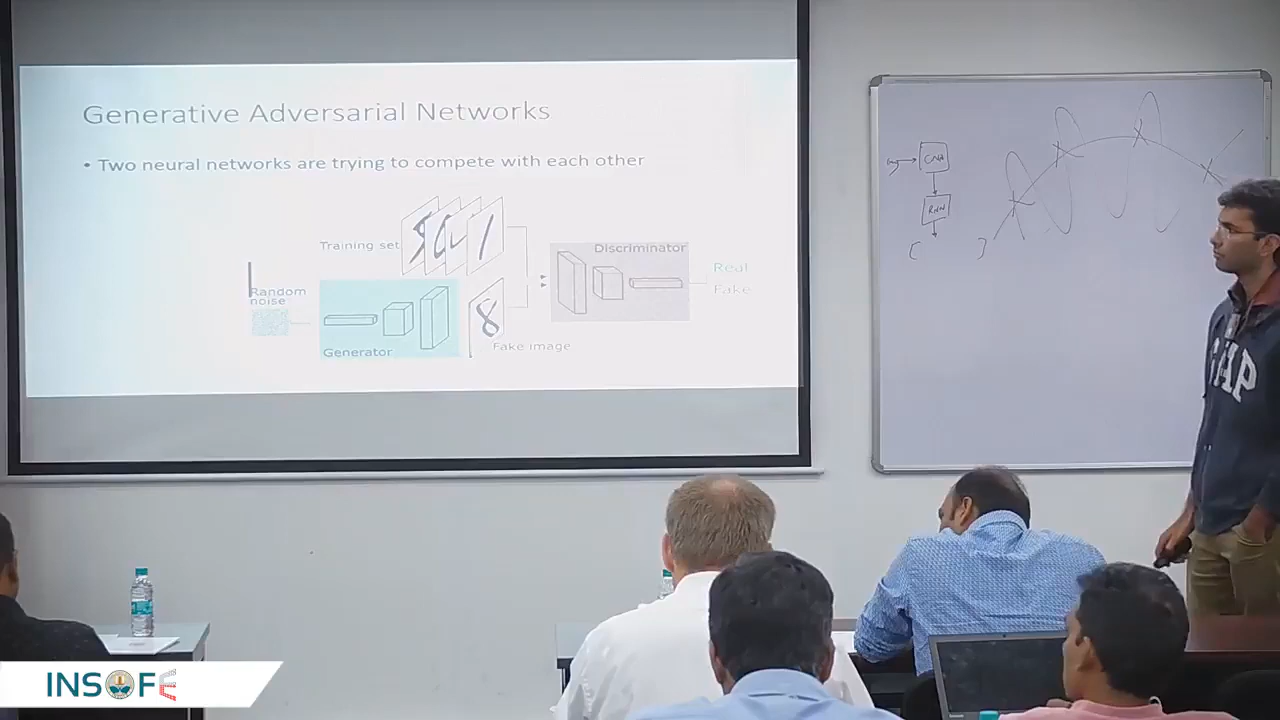 Generative Adversarial Networks
• Two neural networks are trying to compete with each other
Training set
Discriminator
Real
Fake
Random
noise
8
Fake image
Generator
CNN
RNN
[ ]
GAP
INSOFE